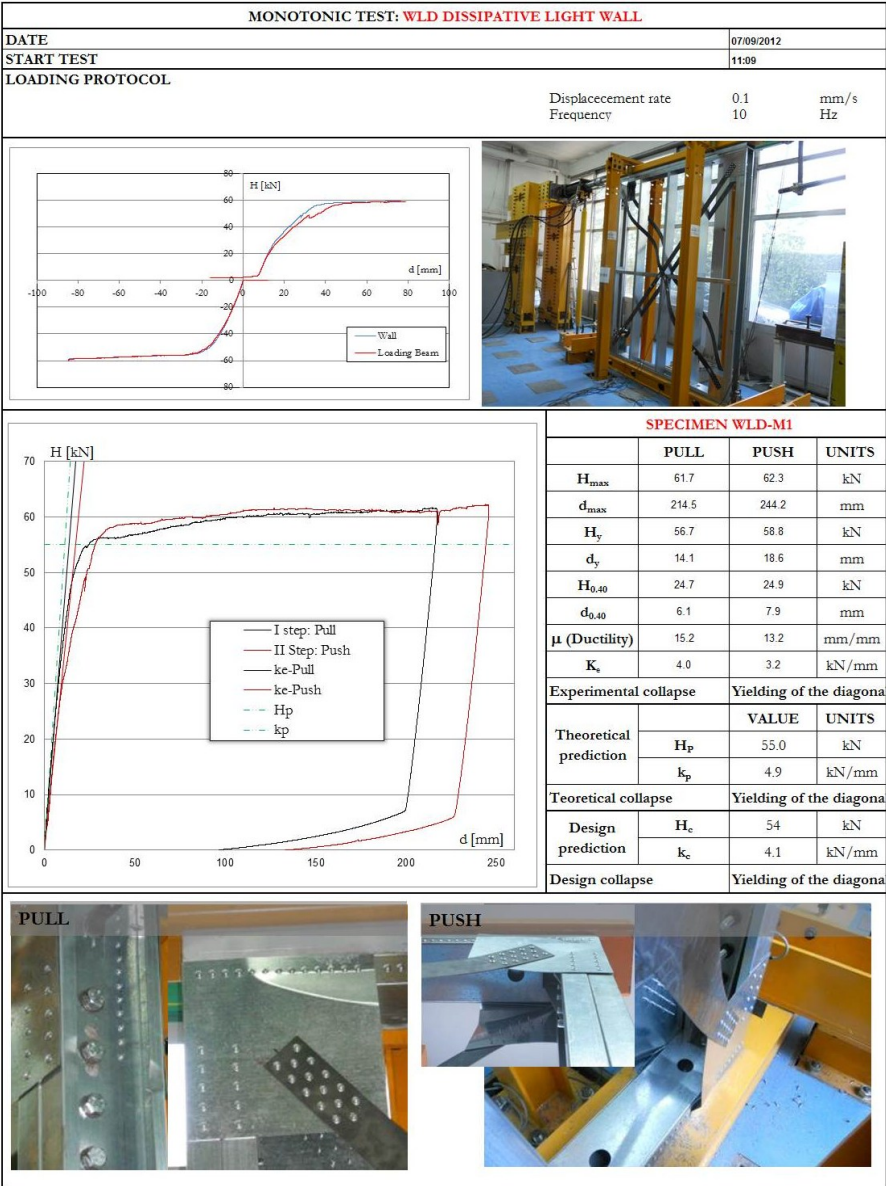 MONOTONIC TEST: WLD DISSIPATIVE LIGHT WALL
DATE 07/09/2012
START TEST 11:09
LOADING PROTOCOL
Displacecement rate 0.1 mm/s
Frequency 10 Hz
80
H [kN]
60
40
20
d [mm]
0
-100 -80 -60 -40 -20 0 20 40 60 80 100
-20
-40
Wall
-60
Loading Beam
-80
H [kN]
70
60
50
40
30
20
10
0
I step: Pull
II Step: Push
ke-Pull
ke-Push
Hp
kp
d [mm]
0 50 100 150 200 250
SPECIMEN WLD-M1
PULL PUSH UNITS
Hmax 61.7 62.3 kN
dmax 214.5 244.2 mm
Hy 56.7 58.8 kN
dy 14.1 18.6 mm
H0.40 24.7 24.9 kN
d0.40 6.1 7.9 mm
μ (Ductility) 15.2 13.2 mm/mm
Ke 4.0 3.2 kN/mm
Experimental collapse Yielding of the diagonal
Theoretical prediction VALUE UNITS
HP 55.0 kN
kp 4.9 kN/mm
Teoretical collapse Yielding of the diagonal
Design prediction Hc 54 kN
kc 4.1 kN/mm
Design collapse Yielding of the diagonal
PULL
PUSH